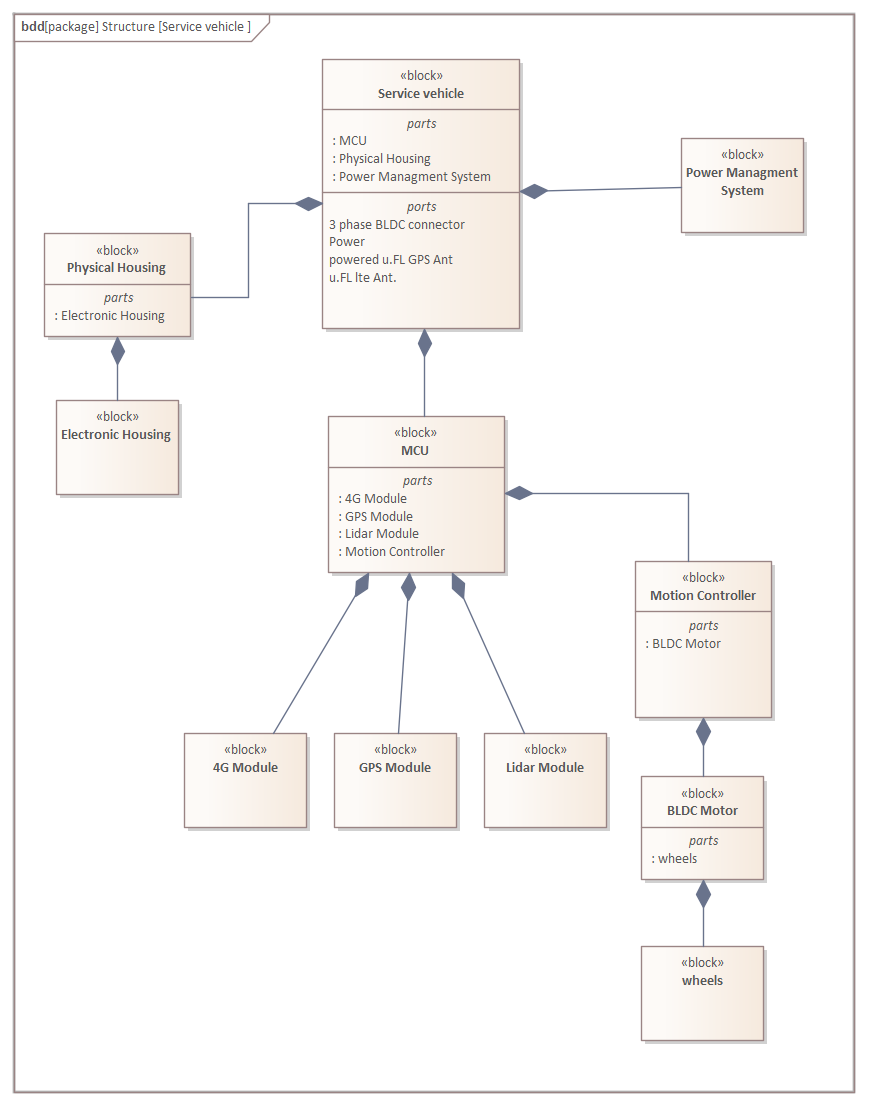 bdd[package] Structure [Service vehicle ]
«block»
Service vehicle
parts
: MCU
: Physical Housing
: Power Managment System
ports
3 phase BLDC connector
Power
powered u.FL GPS Ant
u.FL lte Ant.
«block»
Power Managment
System
«block»
Physical Housing
parts
: Electronic Housing
«block»
Electronic Housing
«block»
MCU
parts
: 4G Module
: GPS Module
: Lidar Module
: Motion Controller
«block»
Motion Controller
parts
: BLDC Motor
«block»
4G Module
«block»
GPS Module
«block»
Lidar Module
«block»
BLDC Motor
parts
: wheels
«block»
wheels